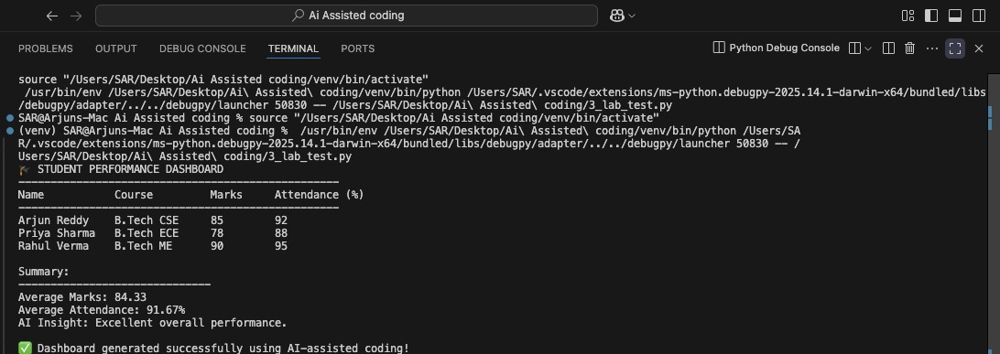 Ai Assisted coding
PROBLEMS OUTPUT DEBUG CONSOLE TERMINAL PORTS Python Debug Console
source "/Users/SAR/Desktop/Ai Assisted coding/venv/bin/activate"
/usr/bin/env /Users/SAR/Desktop/Ai\ Assisted\ coding/venv/bin/python /Users/SAR/.vscode/extensions/ms-python.debugpy-2025.14.1-darwin-x64/bundled/libs
/debugpy/adapter/../../debugpy/launcher 50830 -- /Users/SAR/Desktop/Ai\ Assisted\ coding/3_lab_test.py
SAR@Arjuns-Mac Ai Assisted coding % source "/Users/SAR/Desktop/Ai Assisted coding/venv/bin/activate"
(venv) SAR@Arjuns-Mac Ai Assisted coding %  /usr/bin/env /Users/SAR/Desktop/Ai\ Assisted\ coding/venv/bin/python /Users/SA
R/.vscode/extensions/ms-python.debugpy-2025.14.1-darwin-x64/bundled/libs/debugpy/adapter/../../debugpy/launcher 50830 -- /
Users/SAR/Desktop/Ai\ Assisted\ coding/3_lab_test.py
🎓 STUDENT PERFORMANCE DASHBOARD
--------------------------------------------------
Name Course Marks Attendance (%)
--------------------------------------------------
Arjun Reddy B.Tech CSE 85 92
Priya Sharma B.Tech ECE 78 88
Rahul Verma B.Tech ME 90 95
Summary:
------------------------------
Average Marks: 84.33
Average Attendance: 91.67%
AI Insight: Excellent overall performance.
✅ Dashboard generated successfully using AI-assisted coding!